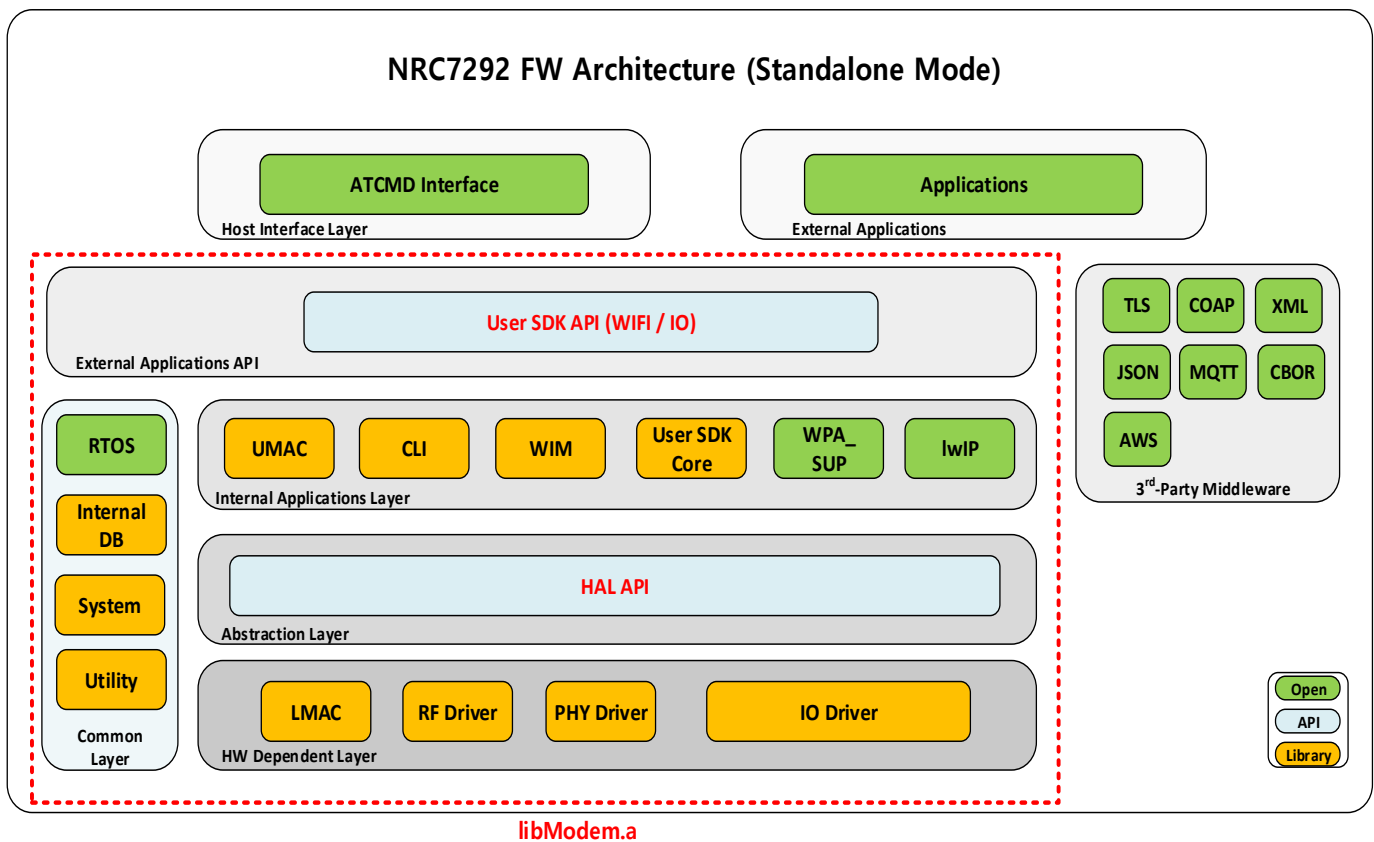 NRC7292 FW Architecture (Standalone Mode)
ATCMD Interface
Host Interface Layer
Applications
External Applications
User SDK API (WIFI / IO)
External Applications API
TLS
COAP
XML
JSON
MQTT
CBOR
AWS
3rd-Party Middleware
RTOS
Internal
DB
System
Utility
Common
Layer
UMAC
CLI
WIM
User SDK
Core
WPA_
SUP
lwIP
Internal Applications Layer
HAL API
Abstraction Layer
LMAC
RF Driver
PHY Driver
IO Driver
HW Dependent Layer
Open
API
Library
libModem.a